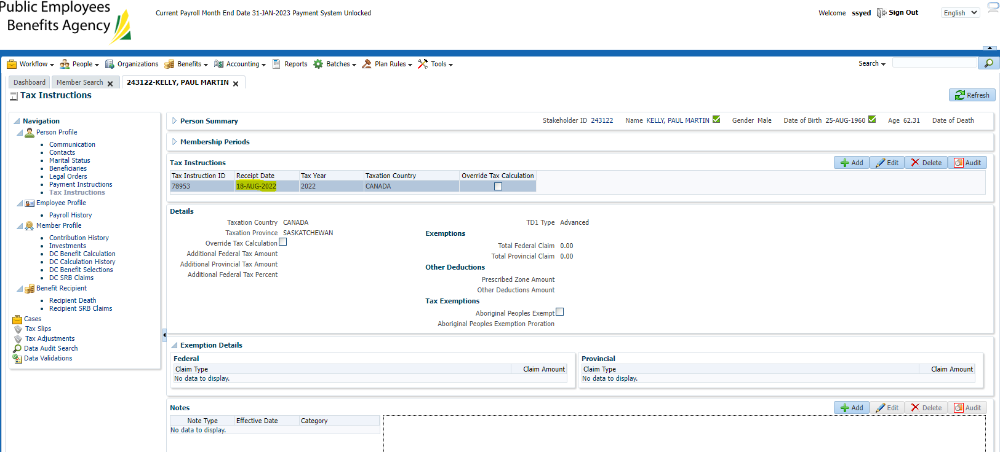 Public Employees
Benefits Agency
Current Payroll Month End Date 31-JAN-2023 Payment System Unlocked
Welcome ssyed Sign Out English
Workflow People Organizations Benefits Accounting Reports Batches Plan Rules Tools Search
Dashboard Member Search 243122-KELLY, PAUL MARTIN
Tax Instructions Refresh
Navigation
Person Profile
Communication
Contacts
Marital Status
Beneficiaries
Legal Orders
Payment Instructions
Tax Instructions
Employee Profile
Payroll History
Member Profile
Contribution History
Investments
DC Benefit Calculation
DC Calculation History
DC Benefit Selections
DC SRB Claims
Benefit Recipient
Recipient Death
Recipient SRB Claims
Cases
Tax Slips
Tax Adjustments
Data Audit Search
Data Validations
Person Summary Stakeholder ID 243122 Name KELLY, PAUL MARTIN Gender Male Date of Birth 25-AUG-1960 Age 62.31 Date of Death
Membership Periods
Tax Instructions Add Edit Delete Audit
Tax Instruction ID Receipt Date Tax Year Taxation Country Override Tax Calculation
78953 18-AUG-2022 2022 CANADA
Details
Taxation Country CANADA
Taxation Province SASKATCHEWAN
Override Tax Calculation
Additional Federal Tax Amount
Additional Provincial Tax Amount
Additional Federal Tax Percent
TD1 Type Advanced
Exemptions
Total Federal Claim 0.00
Total Provincial Claim 0.00
Other Deductions
Prescribed Zone Amount
Other Deductions Amount
Tax Exemptions
Aboriginal Peoples Exempt
Aboriginal Peoples Exemption Proration
Exemption Details
Federal
Claim Type Claim Amount
No data to display.
Provincial
Claim Type Claim Amount
No data to display.
Notes Add Edit Delete Audit
Note Type Effective Date Category
No data to display.